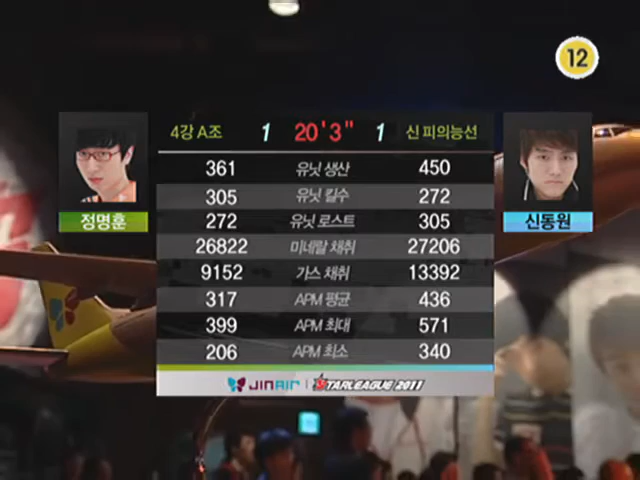 12
4강 A조 1 20'3" 1 신 피의능선
361 유닛 생산 450
305 유닛 킬수 272
272 유닛 로스트 305
26822 미네랄 채취 27206
9152 가스 채취 13392
317 APM 평균 436
399 APM 최대 571
206 APM 최소 340
정명훈
신동원
JINAIR | STARLEAGUE 2011